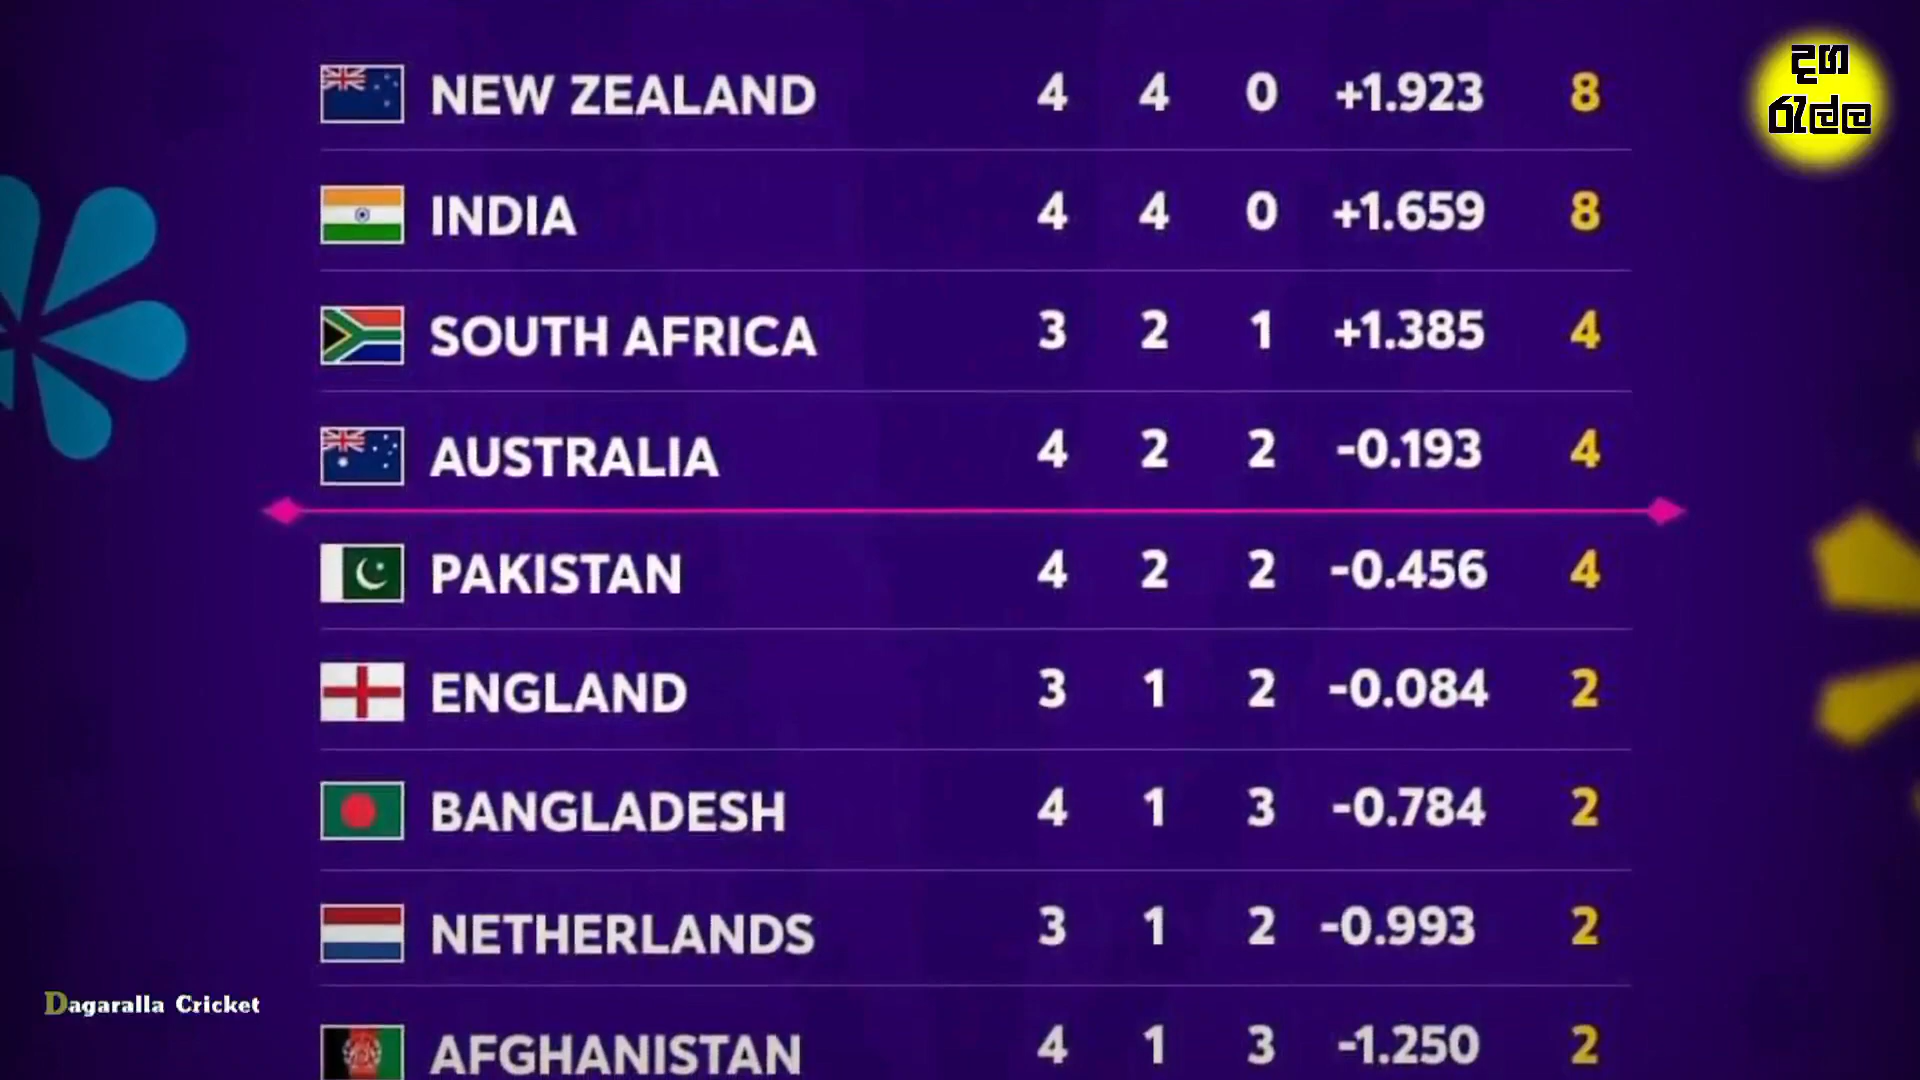 NEW ZEALAND 4 4 0 +1.923 8
දග
රැල්ල
INDIA 4 4 0 +1.659 8
SOUTH AFRICA 3 2 1 +1.385 4
AUSTRALIA 4 2 2 -0.193 4
PAKISTAN 4 2 2 -0.456 4
ENGLAND 3 1 2 -0.084 2
BANGLADESH 4 1 3 -0.784 2
NETHERLANDS 3 1 2 -0.993 2
Dagaralla Cricket
AFGHANISTAN 4 1 3 -1.250 2